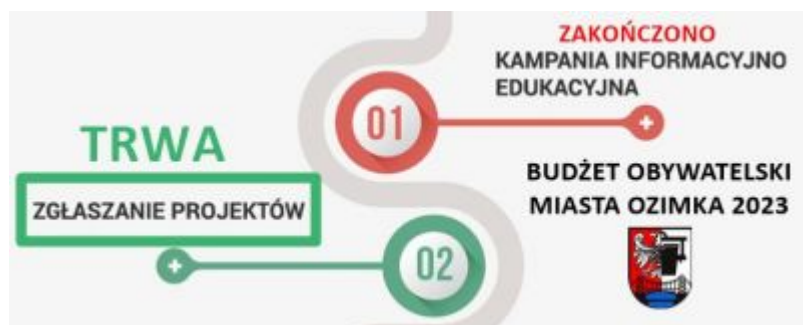 ZAKOŃCZONO
KAMPANIA INFORMACYJNO
EDUKACYJNA
01
TRWA
ZGŁASZANIE PROJEKTÓW
02
BUDŻET OBYWATELSKI
MIASTA OZIMKA 2023